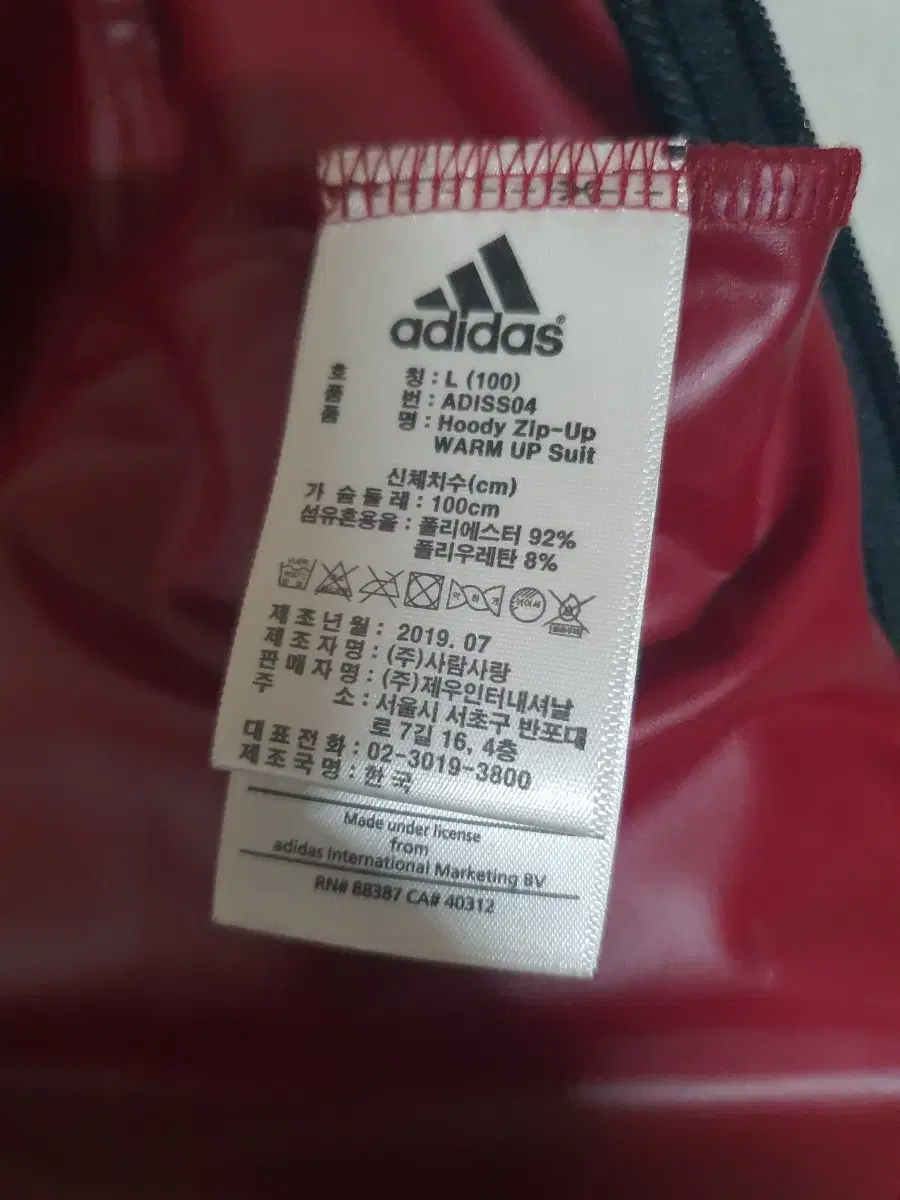 adidas®
호 칭 : L (100)
품 번 : ADISS04
품 명 : Hoody Zip-Up
WARM UP Suit
신체치수(cm)
가 슴 둘 레 : 100cm
섬유혼용율 : 폴리에스터 92%
폴리우레탄 8%
약 하 게
제 조 년 월 : 2019. 07
제 조 자 명 : (주)사람사랑
판 매 자 명 : (주)제우인터내셔날
주 소 : 서울시 서초구 반포대
로 7길 16, 4층
대 표 전 화 : 02-3019-3800
제 조 국 명 : 한 국
Made under license
from
adidas International Marketing BV
RN# 88387 CA# 40312